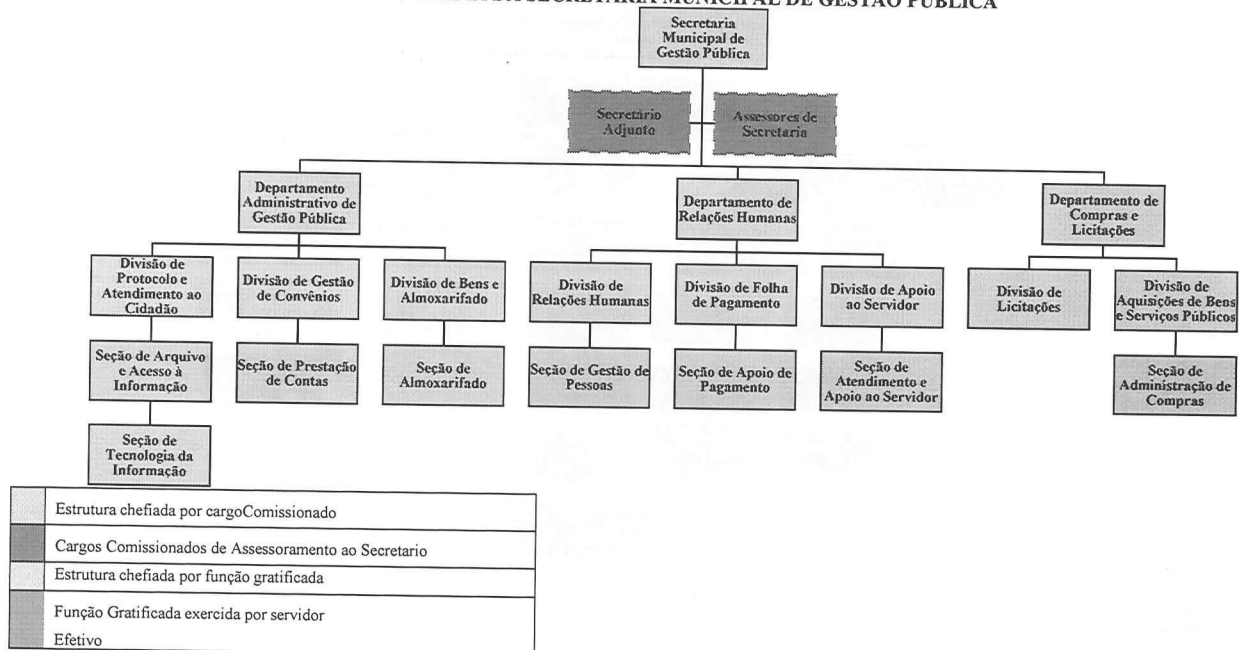 SECRETARIA MUNICIPAL DE GESTÃO PÚBLICA
Secretaria
Municipal de
Gestão Pública
Secretário
Adjunto
Assessores de
Secretaria
Departamento
Administrativo de
Gestão Pública
Departamento de
Relações Humanas
Departamento de
Compras e
Licitações
Divisão de
Protocolo e
Atendimento ao
Cidadão
Divisão de Gestão
de Convênios
Divisão de Bens e
Almoxarifado
Divisão de
Relações Humanas
Divisão de Folha
de Pagamento
Divisão de Apoio
ao Servidor
Divisão de
Licitações
Divisão de
Aquisições de Bens
e Serviços Públicos
Seção de Arquivo
e Acesso à
Informação
Seção de Prestação
de Contas
Seção de
Almoxarifado
Seção de Gestão de
Pessoas
Seção de Apoio de
Pagamento
Seção de
Atendimento e
Apoio ao Servidor
Seção de
Administração de
Compras
Seção de
Tecnologia da
Informação
Estrutura chefiada por cargoComissionado
Cargos Comissionados de Assessoramento ao Secretario
Estrutura chefiada por função gratificada
Função Gratificada exercida por servidor
Efetivo